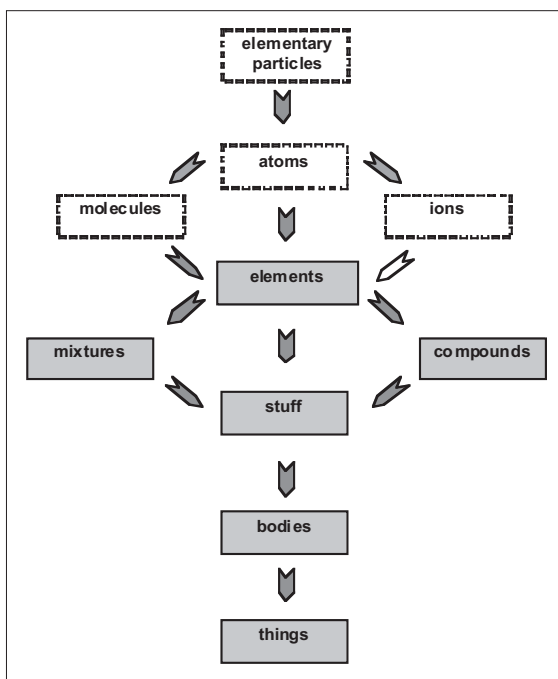 elementary
particles
atoms
molecules
ions
elements
mixtures
compounds
stuff
bodies
things